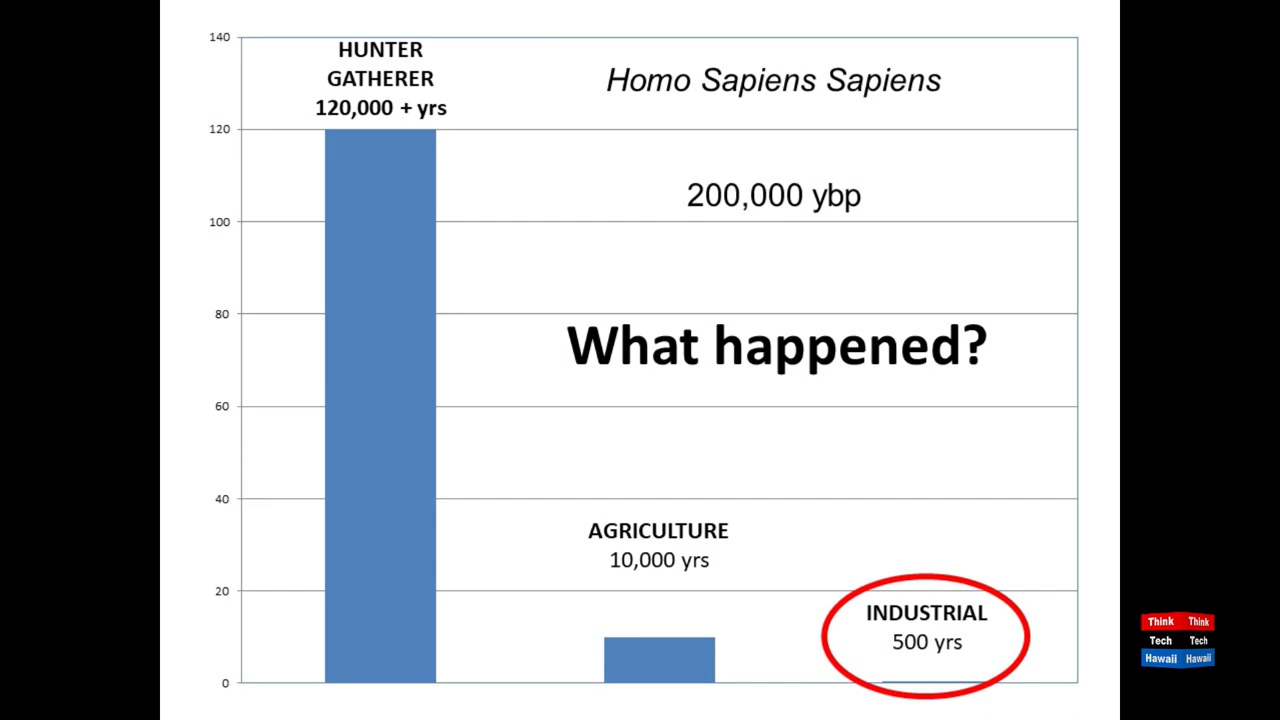 140
120
100
80
60
40
20
0
HUNTER
GATHERER
120,000 + yrs
Homo Sapiens Sapiens
200,000 ybp
What happened?
AGRICULTURE
10,000 yrs
INDUSTRIAL
500 yrs
Think Think
Tech Tech
Hawaii Hawaii